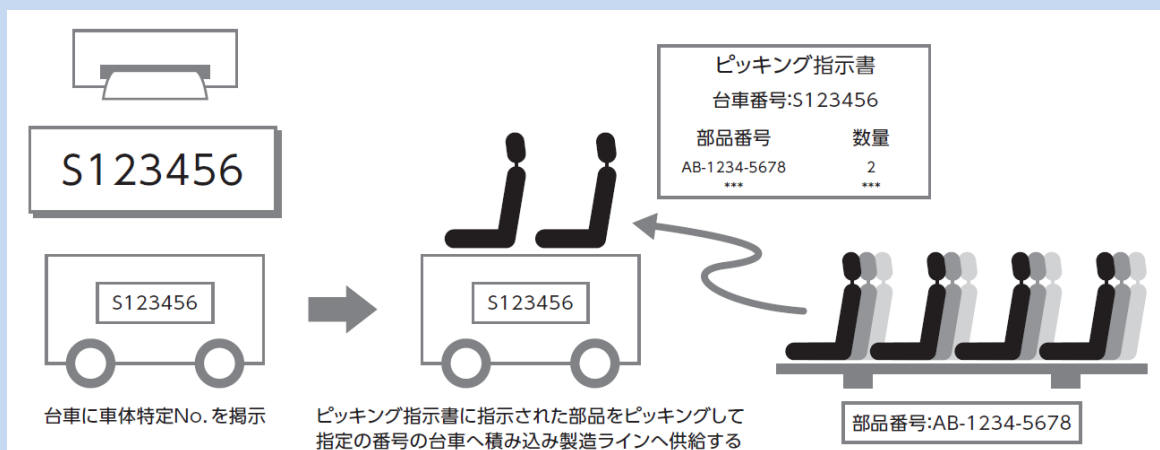 S123456
S123456
台車に車体特定No.を掲示
S123456
ピッキング指示書に指示された部品をピッキングして
指定の番号の台車へ積み込み製造ラインへ供給する
ピッキング指示書
台車番号:S123456
部品番号 数量
AB-1234-5678 2
*** ***
部品番号:AB-1234-5678